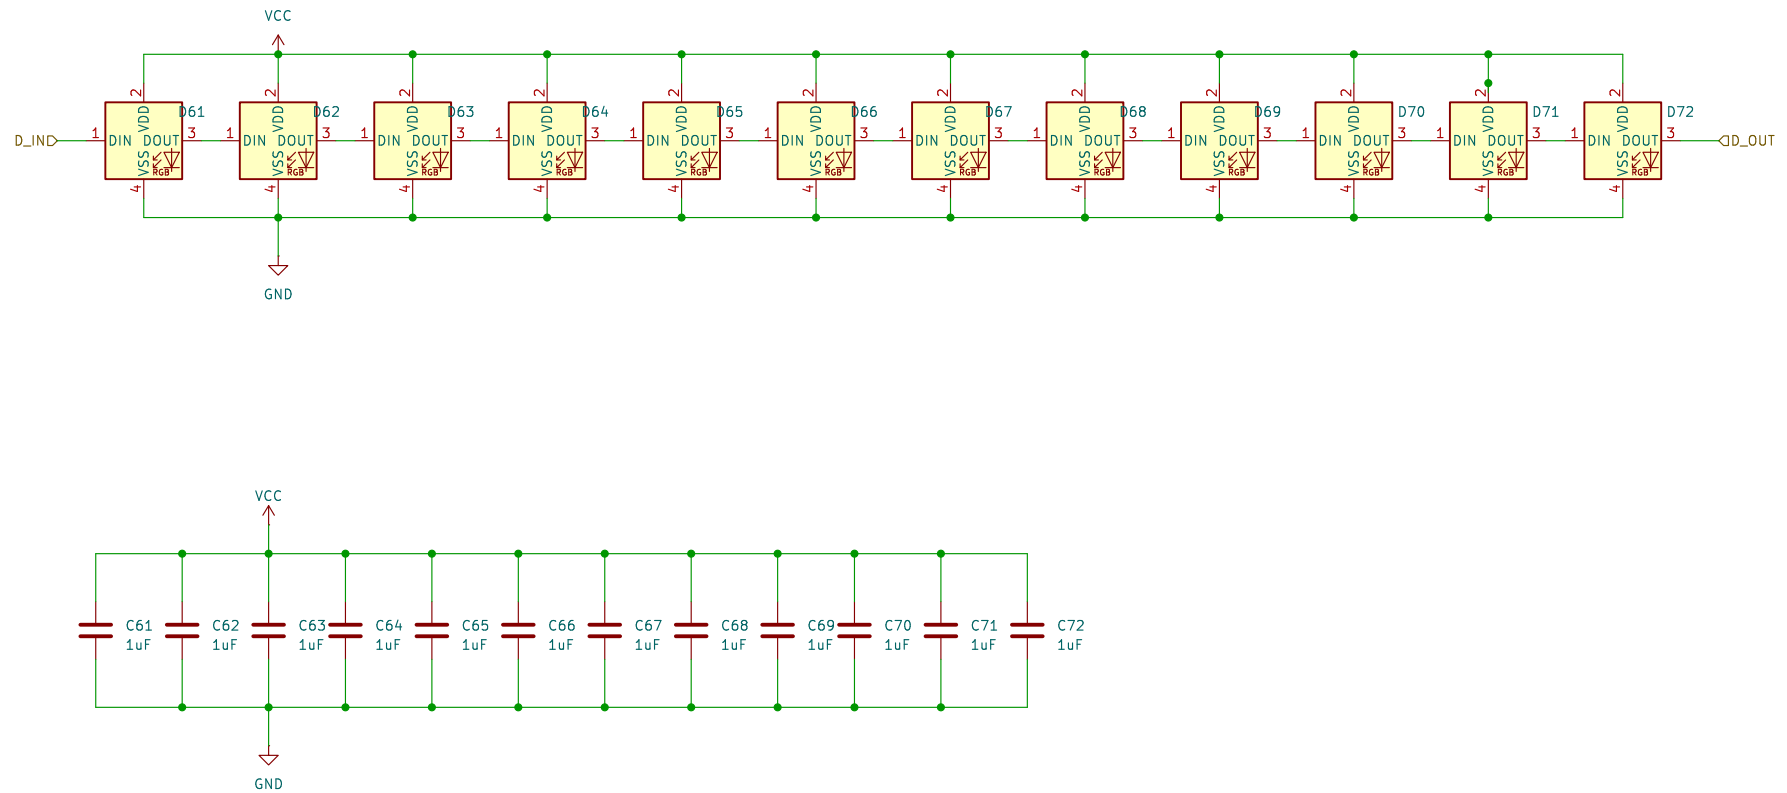 VCC
2 2 2 2 2 2 2 2 2 2 2 2
D61 D62 D63 D64 D65 D66 D67 D68 D69 D70 D71 D72
VDD VDD VDD VDD VDD VDD VDD VDD VDD VDD VDD VDD
D_IN 1 DIN DOUT 3 1 DIN DOUT 3 1 DIN DOUT 3 1 DIN DOUT 3 1 DIN DOUT 3 1 DIN DOUT 3 1 DIN DOUT 3 1 DIN DOUT 3 1 DIN DOUT 3 1 DIN DOUT 3 1 DIN DOUT 3 1 DIN DOUT 3 D_OUT
VSS VSS VSS VSS VSS VSS VSS VSS VSS VSS VSS VSS
RGB RGB RGB RGB RGB RGB RGB RGB RGB RGB RGB RGB
4 4 4 4 4 4 4 4 4 4 4 4
GND
VCC
C61 C62 C63 C64 C65 C66 C67 C68 C69 C70 C71 C72
1uF 1uF 1uF 1uF 1uF 1uF 1uF 1uF 1uF 1uF 1uF 1uF
GND